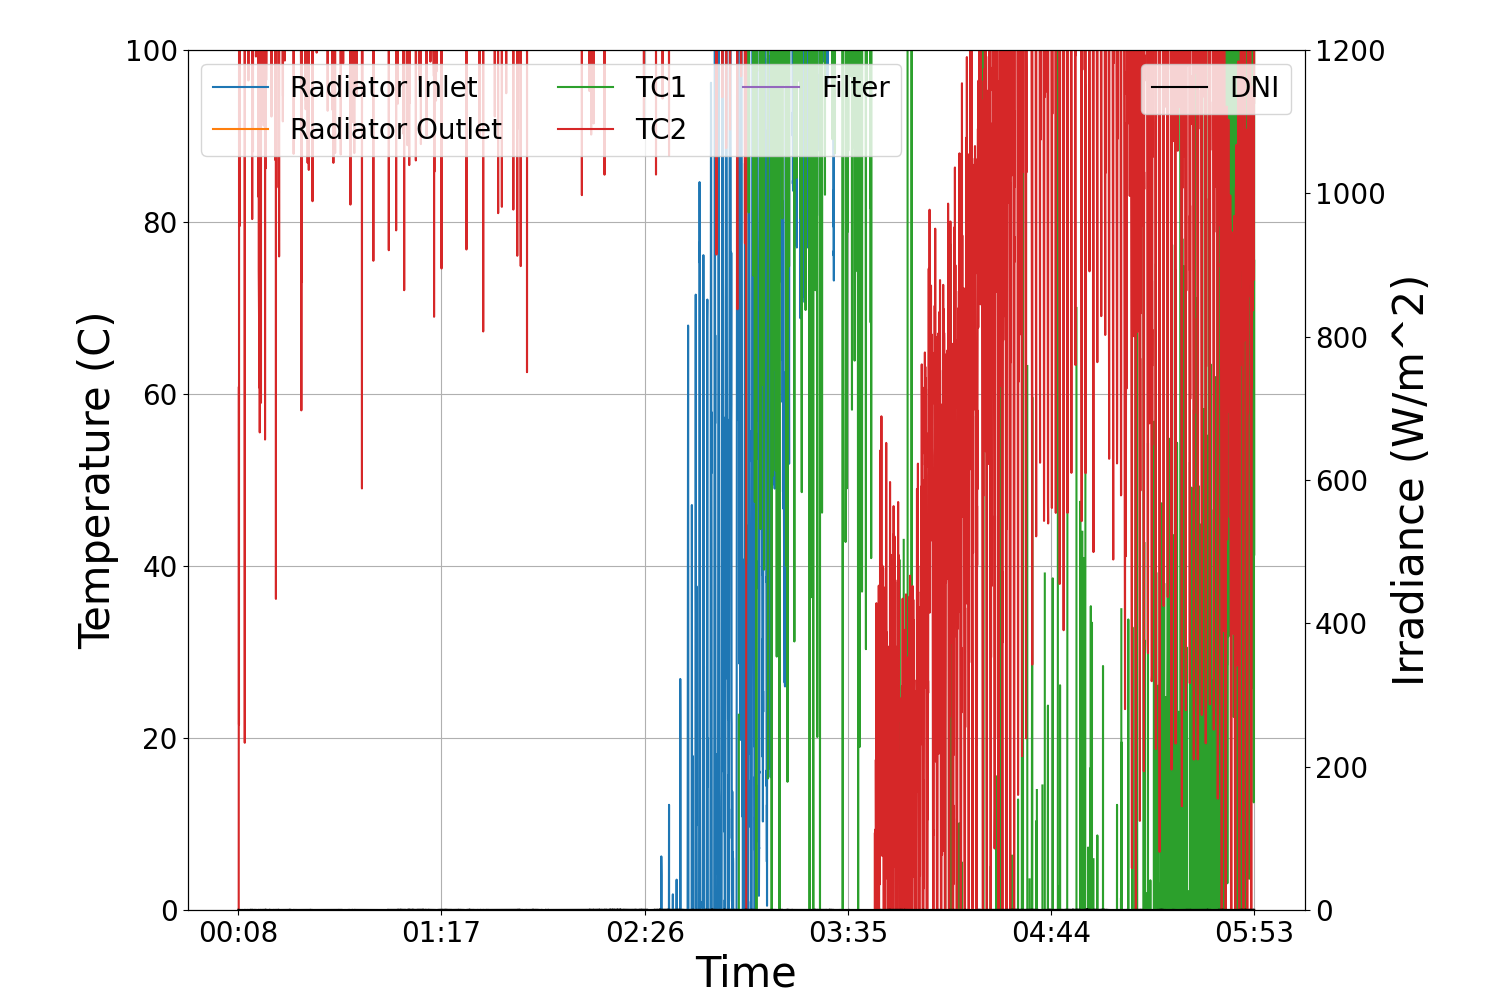 100
80
60
40
20
0
Temperature (C)
Radiator Inlet
Radiator Outlet
TC1
TC2
Filter
DNI
1200
1000
800
600
400
200
0
Irradiance (W/m^2)
00:08 01:17 02:26 03:35 04:44 05:53
Time